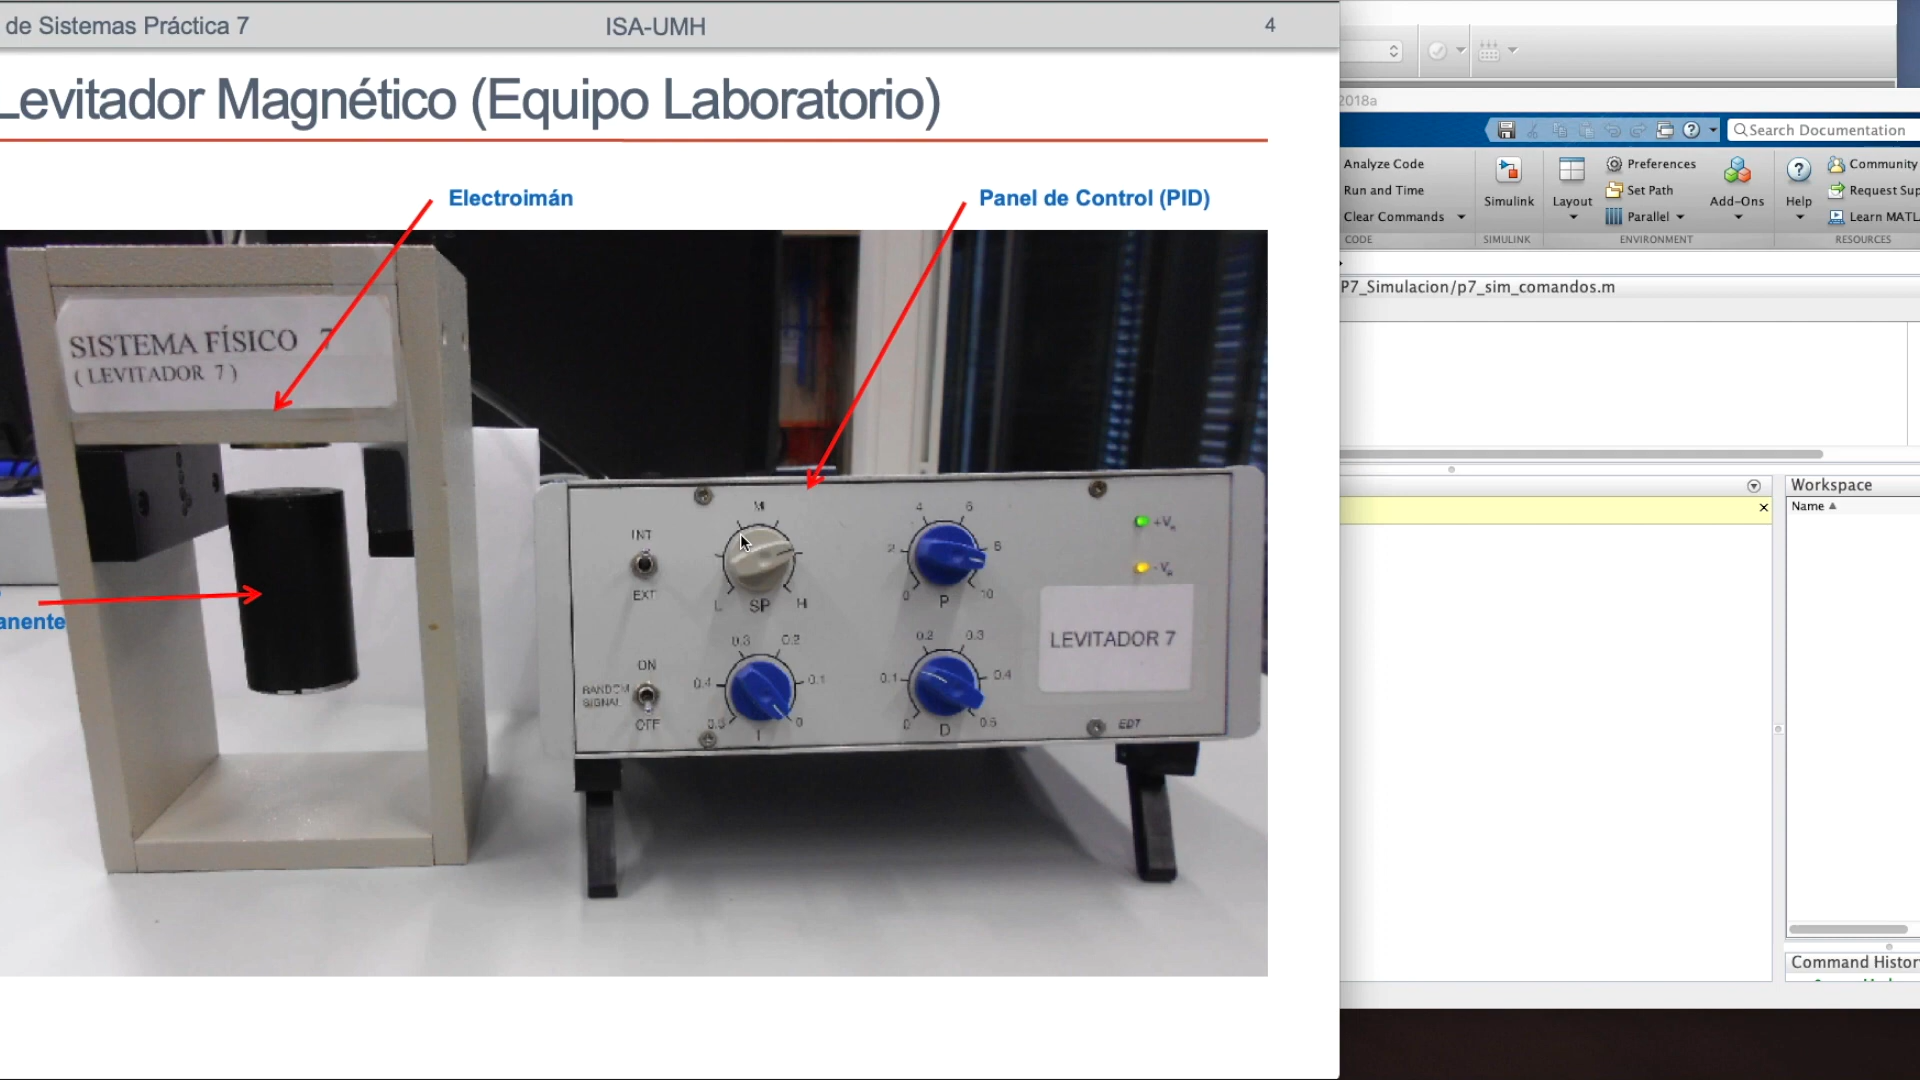 de Sistemas Práctica 7
ISA-UMH
4
Levitador Magnético (Equipo Laboratorio)
Electroimán
Panel de Control (PID)
SISTEMA FÍSICO 7
( LEVITADOR 7 )
anente
INT
EXT
L
SP
HI
ON
RANDOM
SIGNAL
OFF
0.3
0.2
0.4
0.1
0.5
0
I
4
6
2
6
0
P
10
0.2
0.3
0.1
0.4
0
D
0.5
LEVITADOR 7
EDT
2018a
Search Documentation
Analyze Code
Run and Time
Clear Commands
CODE
Simulink
SIMULINK
Layout
Preferences
Set Path
Parallel
ENVIRONMENT
Add-Ons
Help
Community
Request Sup
Learn MATL
RESOURCES
P7_Simulacion/p7_sim_comandos.m
Workspace
Name
Command Histor